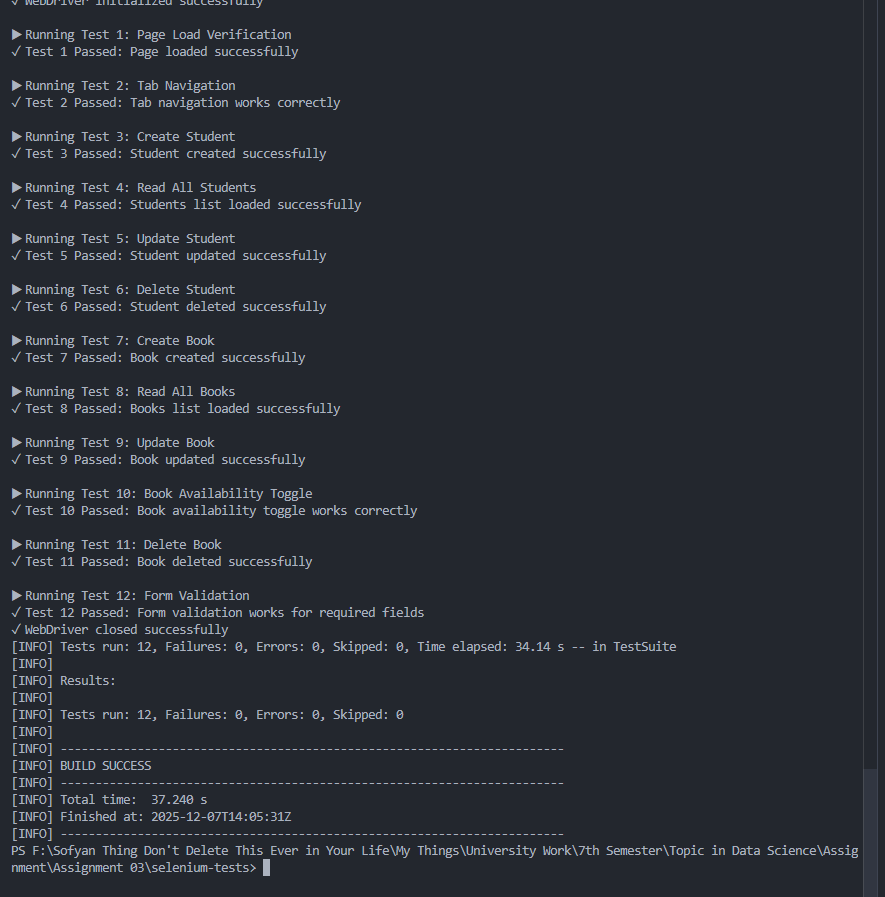 ✓ WebDriver initialized successfully
▶ Running Test 1: Page Load Verification
✓ Test 1 Passed: Page loaded successfully
▶ Running Test 2: Tab Navigation
✓ Test 2 Passed: Tab navigation works correctly
▶ Running Test 3: Create Student
✓ Test 3 Passed: Student created successfully
▶ Running Test 4: Read All Students
✓ Test 4 Passed: Students list loaded successfully
▶ Running Test 5: Update Student
✓ Test 5 Passed: Student updated successfully
▶ Running Test 6: Delete Student
✓ Test 6 Passed: Student deleted successfully
▶ Running Test 7: Create Book
✓ Test 7 Passed: Book created successfully
▶ Running Test 8: Read All Books
✓ Test 8 Passed: Books list loaded successfully
▶ Running Test 9: Update Book
✓ Test 9 Passed: Book updated successfully
▶ Running Test 10: Book Availability Toggle
✓ Test 10 Passed: Book availability toggle works correctly
▶ Running Test 11: Delete Book
✓ Test 11 Passed: Book deleted successfully
▶ Running Test 12: Form Validation
✓ Test 12 Passed: Form validation works for required fields
✓ WebDriver closed successfully
[INFO] Tests run: 12, Failures: 0, Errors: 0, Skipped: 0, Time elapsed: 34.14 s -- in TestSuite
[INFO]
[INFO] Results:
[INFO]
[INFO] Tests run: 12, Failures: 0, Errors: 0, Skipped: 0
[INFO]
[INFO] ------------------------------------------------------------------------
[INFO] BUILD SUCCESS
[INFO] ------------------------------------------------------------------------
[INFO] Total time:  37.240 s
[INFO] Finished at: 2025-12-07T14:05:31Z
[INFO] ------------------------------------------------------------------------
PS F:\Sofyan Thing Don't Delete This Ever in Your Life\My Things\University Work\7th Semester\Topic in Data Science\Assig
nment\Assignment 03\selenium-tests>